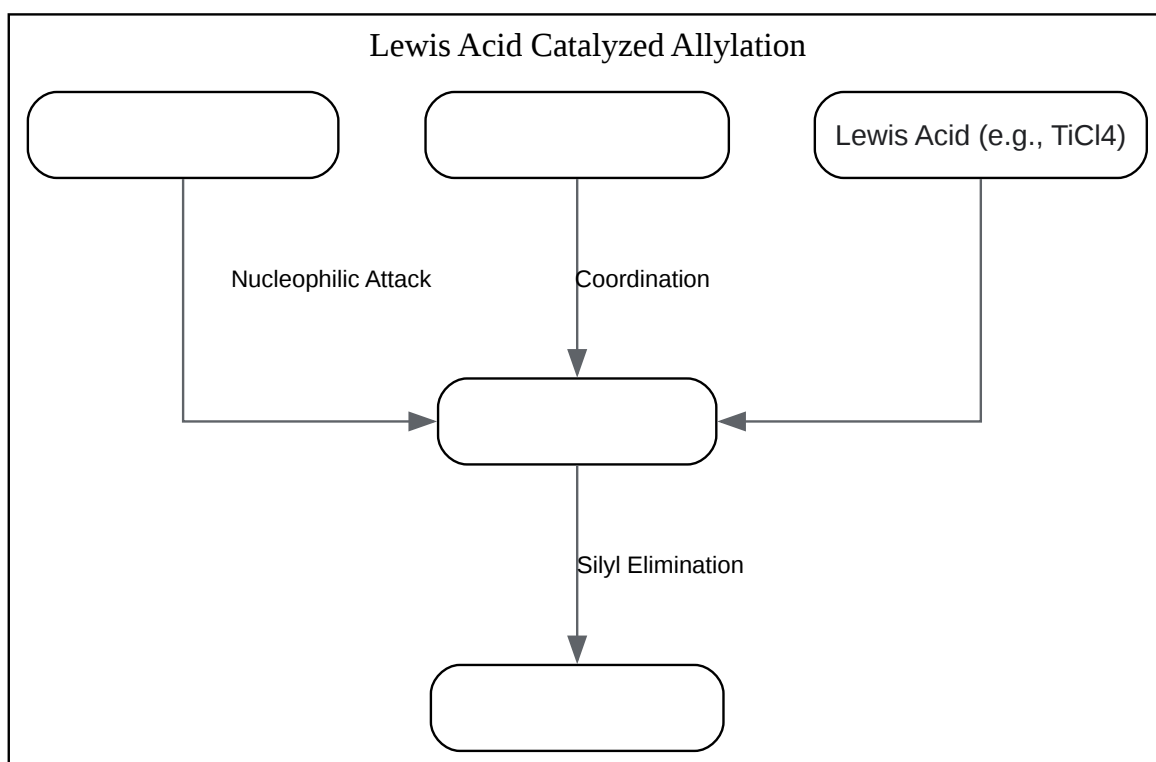 Lewis Acid Catalyzed Allylation
Lewis Acid (e.g., TiCl4)
Nucleophilic Attack
Coordination
Silyl Elimination